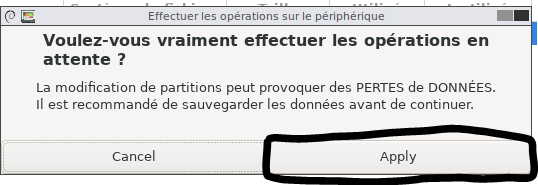 Effectuer les opérations sur le périphérique
Voulez-vous vraiment effectuer les opérations en
attente ?
La modification de partitions peut provoquer des PERTES de DONNÉES.
Il est recommandé de sauvegarder les données avant de continuer.
Cancel
Apply